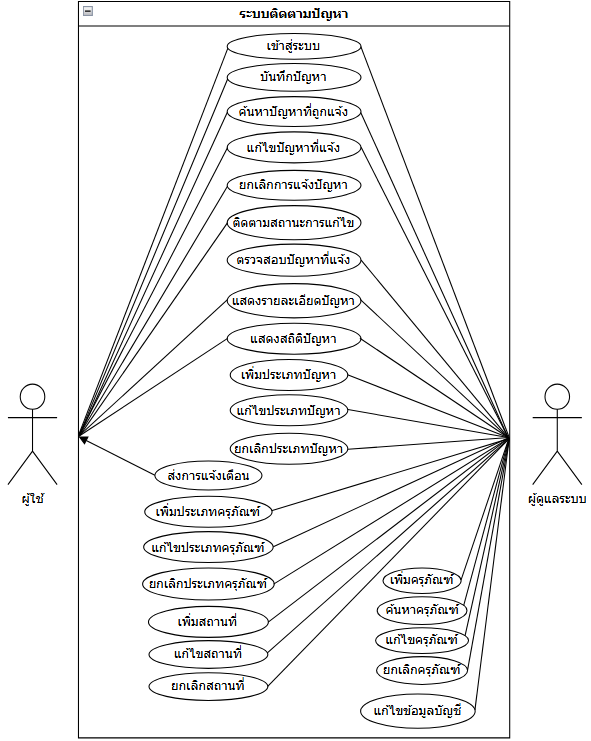 ระบบติดตามปัญหา
เข้าสู่ระบบ
บันทึกปัญหา
ค้นหาปัญหาที่ถูกแจ้ง
แก้ไขปัญหาที่แจ้ง
ยกเลิกการแจ้งปัญหา
ติดตามสถานะการแก้ไข
ตรวจสอบปัญหาที่แจ้ง
แสดงรายละเอียดปัญหา
แสดงสถิติปัญหา
เพิ่มประเภทปัญหา
แก้ไขประเภทปัญหา
ยกเลิกประเภทปัญหา
ส่งการแจ้งเตือน
ผู้ใช้
ผู้ดูแลระบบ
เพิ่มประเภทครุภัณฑ์
แก้ไขประเภทครุภัณฑ์
ยกเลิกประเภทครุภัณฑ์
เพิ่มสถานที่
แก้ไขสถานที่
ยกเลิกสถานที่
เพิ่มครุภัณฑ์
ค้นหาครุภัณฑ์
แก้ไขครุภัณฑ์
ยกเลิกครุภัณฑ์
แก้ไขข้อมูลบัญชี